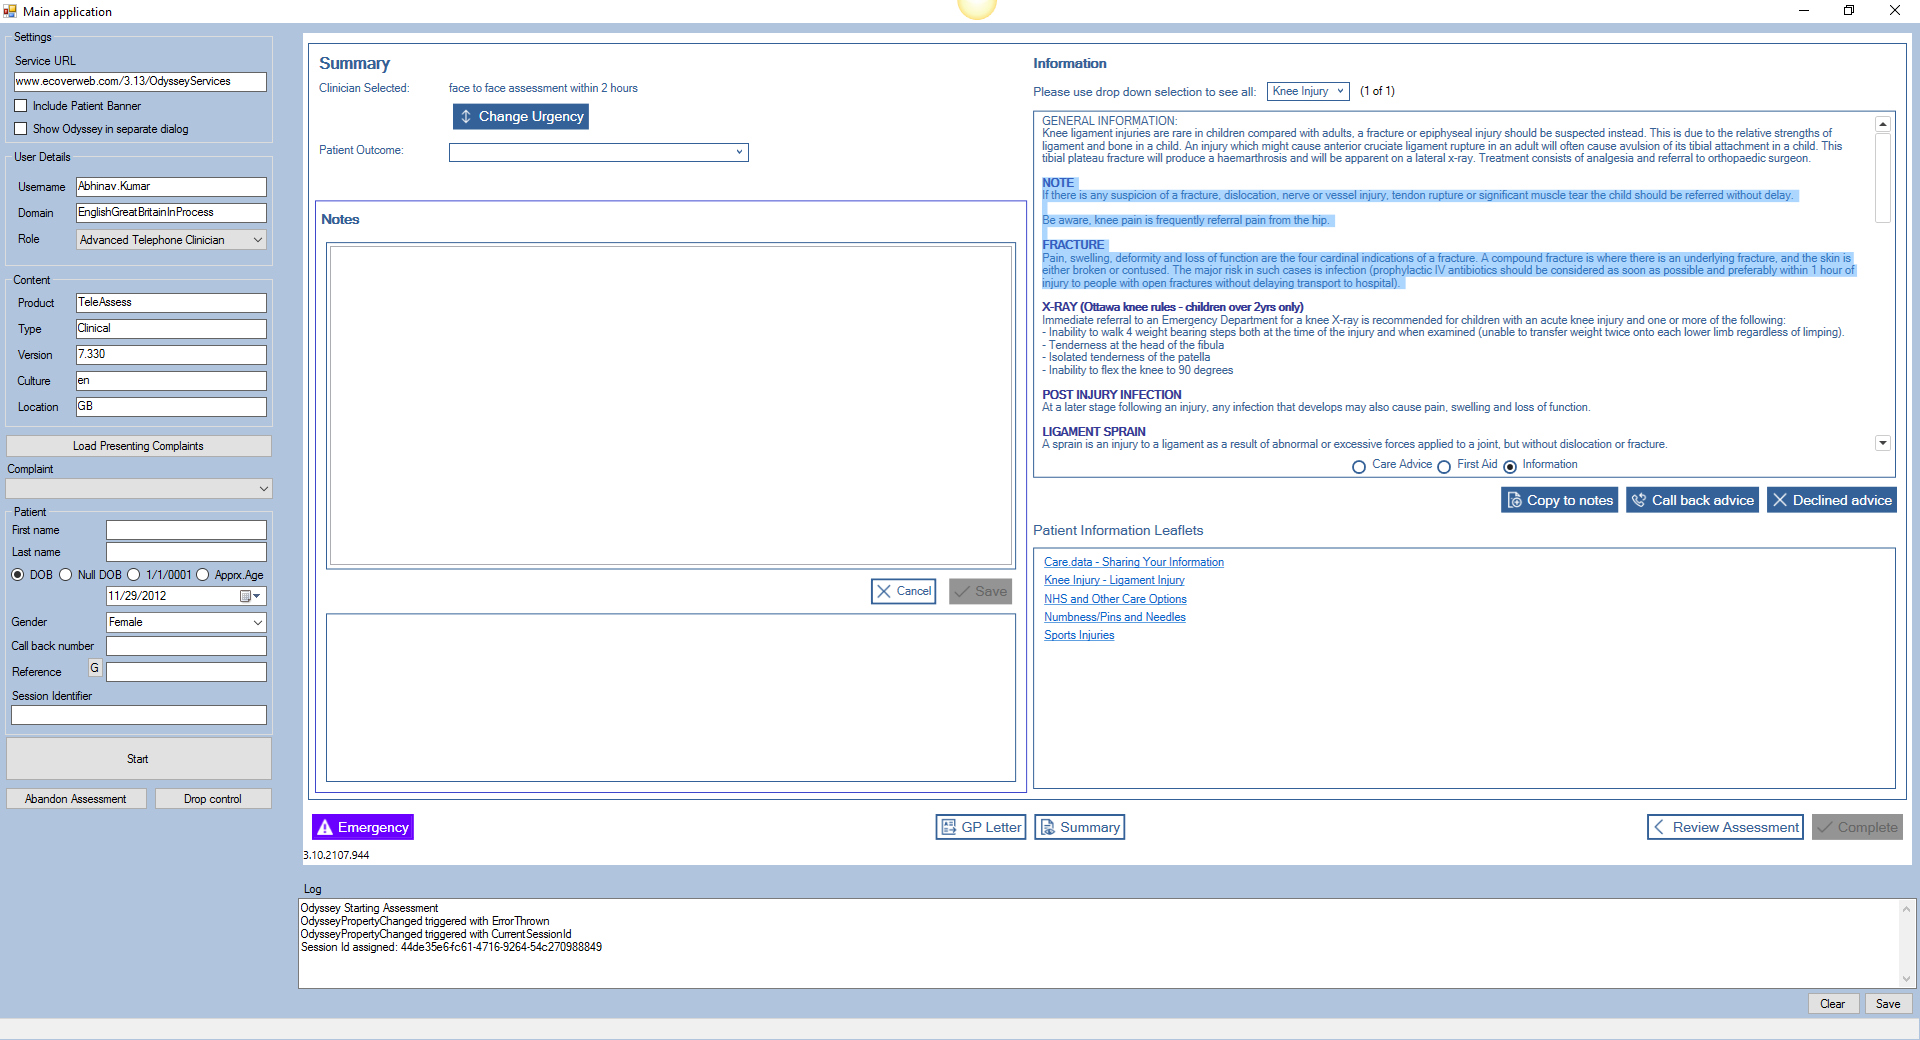 Main application
Settings
Service URL
www.ecoverweb.com/3.13/OdysseyServices
Include Patient Banner
Show Odyssey in separate dialog
User Details
Username Abhinav.Kumar
Domain EnglishGreatBritainInProcess
Role Advanced Telephone Clinician
Content
Product TeleAssess
Type Clinical
Version 7.330
Culture en
Location GB
Load Presenting Complaints
Complaint
Patient
First name
Last name
DOB Null DOB 1/1/0001 Apprx.Age
11/29/2012
Gender Female
Call back number
Reference G
Session Identifier
Start
Abandon Assessment Drop control
Summary
Clinician Selected: face to face assessment within 2 hours
Change Urgency
Patient Outcome:
Notes
Cancel Save
Information
Please use drop down selection to see all: Knee Injury (1 of 1)
GENERAL INFORMATION:
Knee ligament injuries are rare in children compared with adults, a fracture or epiphyseal injury should be suspected instead. This is due to the relative strengths of
ligament and bone in a child. An injury which might cause anterior cruciate ligament rupture in an adult will often cause avulsion of its tibial attachment in a child. This
tibial plateau fracture will produce a haemarthrosis and will be apparent on a lateral x-ray. Treatment consists of analgesia and referral to orthopaedic surgeon.
NOTE
If there is any suspicion of a fracture, dislocation, nerve or vessel injury, tendon rupture or significant muscle tear the child should be referred without delay.
Be aware, knee pain is frequently referral pain from the hip.
FRACTURE
Pain, swelling, deformity and loss of function are the four cardinal indications of a fracture. A compound fracture is where there is an underlying fracture, and the skin is
either broken or contused. The major risk in such cases is infection (prophylactic IV antibiotics should be considered as soon as possible and preferably within 1 hour of
injury to people with open fractures without delaying transport to hospital).
X-RAY (Ottawa knee rules - children over 2yrs only)
Immediate referral to an Emergency Department for a knee X-ray is recommended for children with an acute knee injury and one or more of the following:
- Inability to walk 4 weight bearing steps both at the time of the injury and when examined (unable to transfer weight twice onto each lower limb regardless of limping).
- Tenderness at the head of the fibula
- Isolated tenderness of the patella
- Inability to flex the knee to 90 degrees
POST INJURY INFECTION
At a later stage following an injury, any infection that develops may also cause pain, swelling and loss of function.
LIGAMENT SPRAIN
A sprain is an injury to a ligament as a result of abnormal or excessive forces applied to a joint, but without dislocation or fracture.
Care Advice First Aid Information
Copy to notes Call back advice Declined advice
Patient Information Leaflets
Care.data - Sharing Your Information
Knee Injury - Ligament Injury
NHS and Other Care Options
Numbness/Pins and Needles
Sports Injuries
Emergency GP Letter Summary Review Assessment Complete
3.10.2107.944
Log
Odyssey Starting Assessment
OdysseyPropertyChanged triggered with ErrorThrown
OdysseyPropertyChanged triggered with CurrentSessionId
Session Id assigned: 44de35e6-fc61-4716-9264-54c270988849
Clear Save